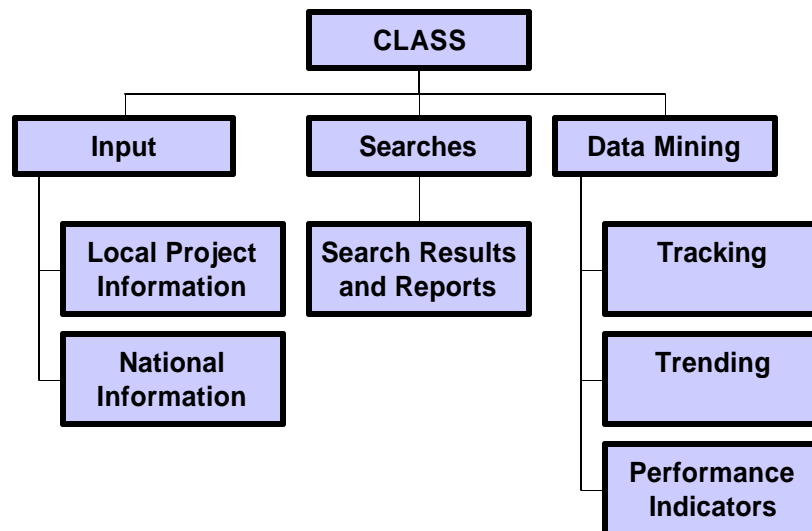 CLASS
Input
Searches
Data Mining
Local Project
Information
Search Results
and Reports
Tracking
National
Information
Trending
Performance
Indicators